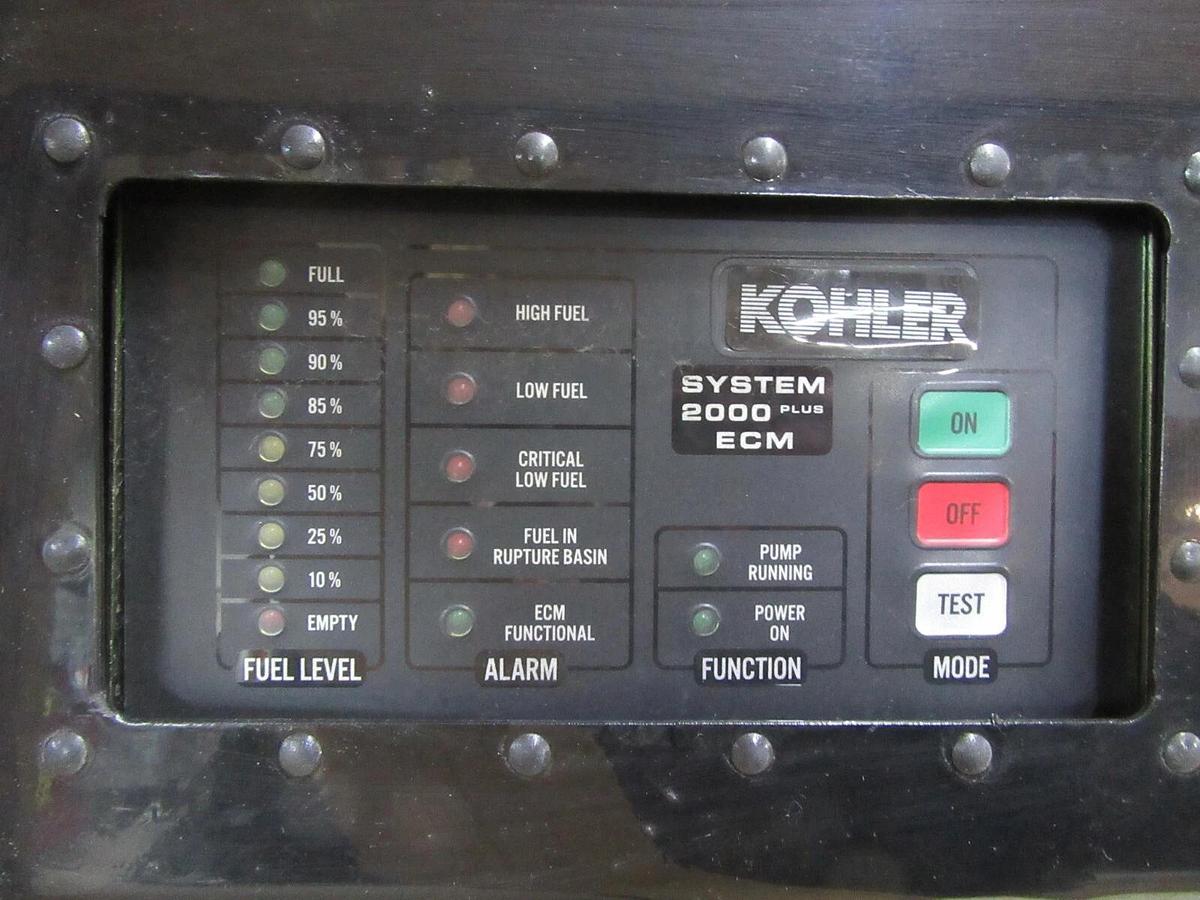 FULL
95 %
90 %
85 %
75 %
50 %
25 %
10 %
EMPTY
FUEL LEVEL
HIGH FUEL
LOW FUEL
CRITICAL
LOW FUEL
FUEL IN
RUPTURE BASIN
ECM
FUNCTIONAL
ALARM
KOHLER
SYSTEM
2000 PLUS
ECM
PUMP
RUNNING
POWER
ON
FUNCTION
ON
OFF
TEST
MODE